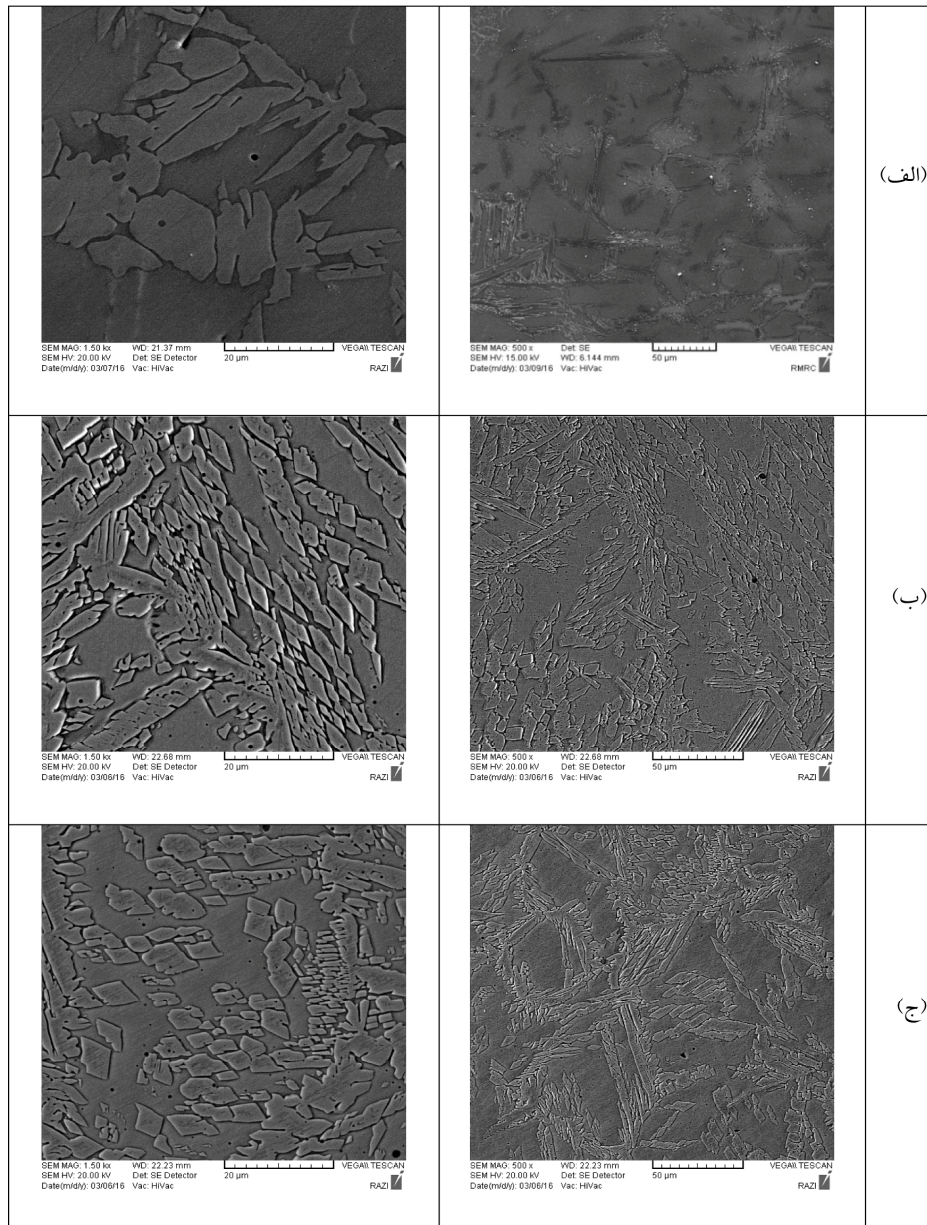 (الف)
SEM MAG: 500 x Det: SE VEGA\\ TESCAN
SEM HV: 15.00 kV WD: 6.144 mm 50 µm
Date(m/d/y): 03/09/16 Vac: HiVac RMRC
SEM MAG: 1.50 kx WD: 21.37 mm VEGA\\ TESCAN
SEM HV: 20.00 kV Det: SE Detector 20 µm
Date(m/d/y): 03/07/16 Vac: HiVac RAZI
(ب)
SEM MAG: 500 x WD: 22.68 mm VEGA\\ TESCAN
SEM HV: 20.00 kV Det: SE Detector 50 µm
Date(m/d/y): 03/06/16 Vac: HiVac RAZI
SEM MAG: 1.50 kx WD: 22.68 mm VEGA\\ TESCAN
SEM HV: 20.00 kV Det: SE Detector 20 µm
Date(m/d/y): 03/06/16 Vac: HiVac RAZI
(ج)
SEM MAG: 500 x WD: 22.23 mm VEGA\\ TESCAN
SEM HV: 20.00 kV Det: SE Detector 50 µm
Date(m/d/y): 03/06/16 Vac: HiVac RAZI
SEM MAG: 1.50 kx WD: 22.23 mm VEGA\\ TESCAN
SEM HV: 20.00 kV Det: SE Detector 20 µm
Date(m/d/y): 03/06/16 Vac: HiVac RAZI